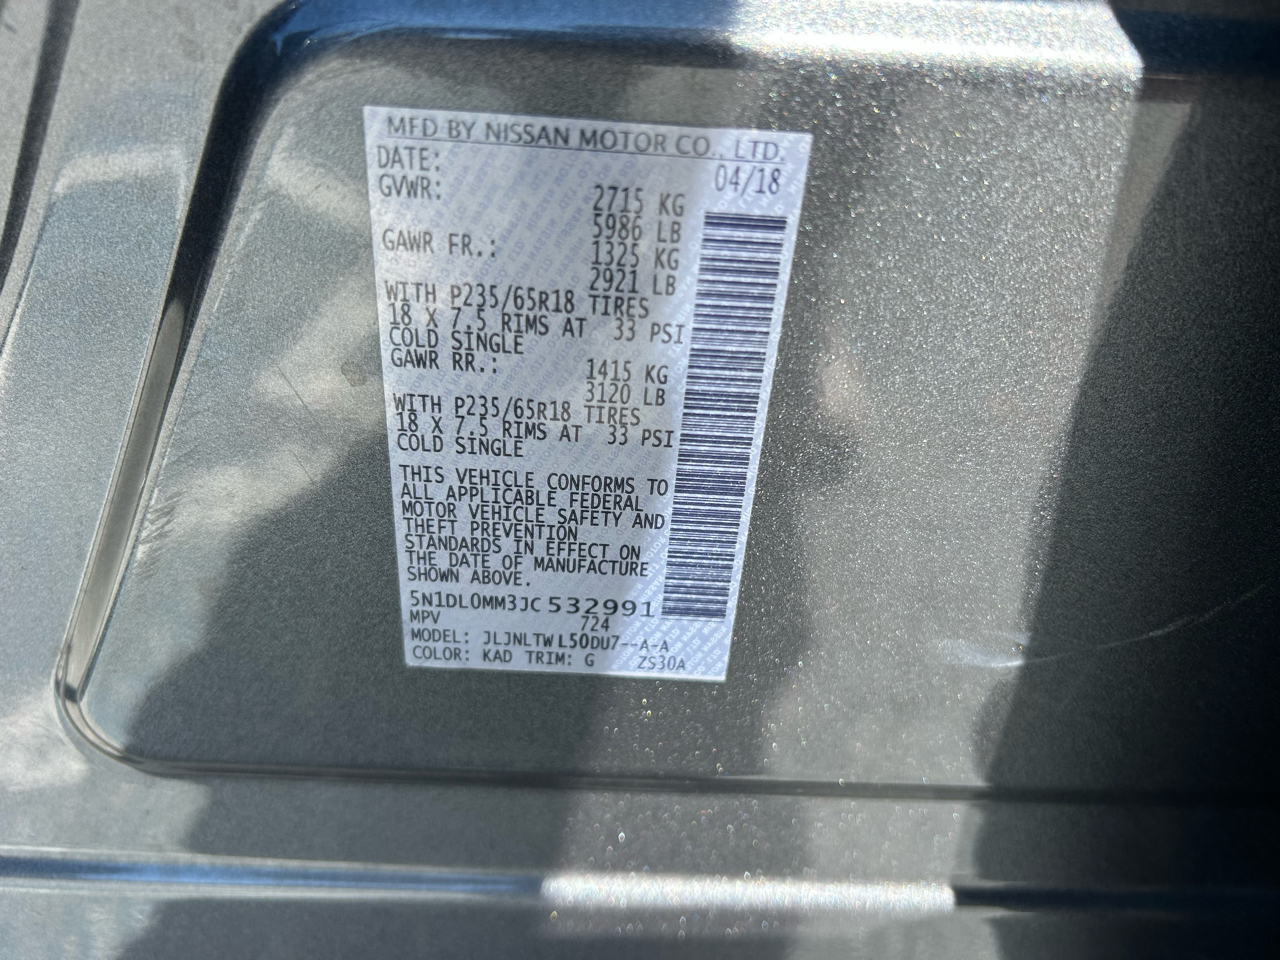 MFD BY NISSAN MOTOR CO., LTD.
DATE: 04/18
GVWR: 2715 KG
5986 LB
GAWR FR.: 1325 KG
2921 LB
WITH P235/65R18 TIRES
18 X 7.5 RIMS AT 33 PSI
COLD SINGLE
GAWR RR.: 1415 KG
3120 LB
WITH P235/65R18 TIRES
18 X 7.5 RIMS AT 33 PSI
COLD SINGLE
THIS VEHICLE CONFORMS TO
ALL APPLICABLE FEDERAL
MOTOR VEHICLE SAFETY AND
THEFT PREVENTION
STANDARDS IN EFFECT ON
THE DATE OF MANUFACTURE
SHOWN ABOVE.
5N1DL0MM3JC532991
MPV 724
MODEL: JLJNLTWL50DU7--A-A
COLOR: KAD TRIM: G ZS30A